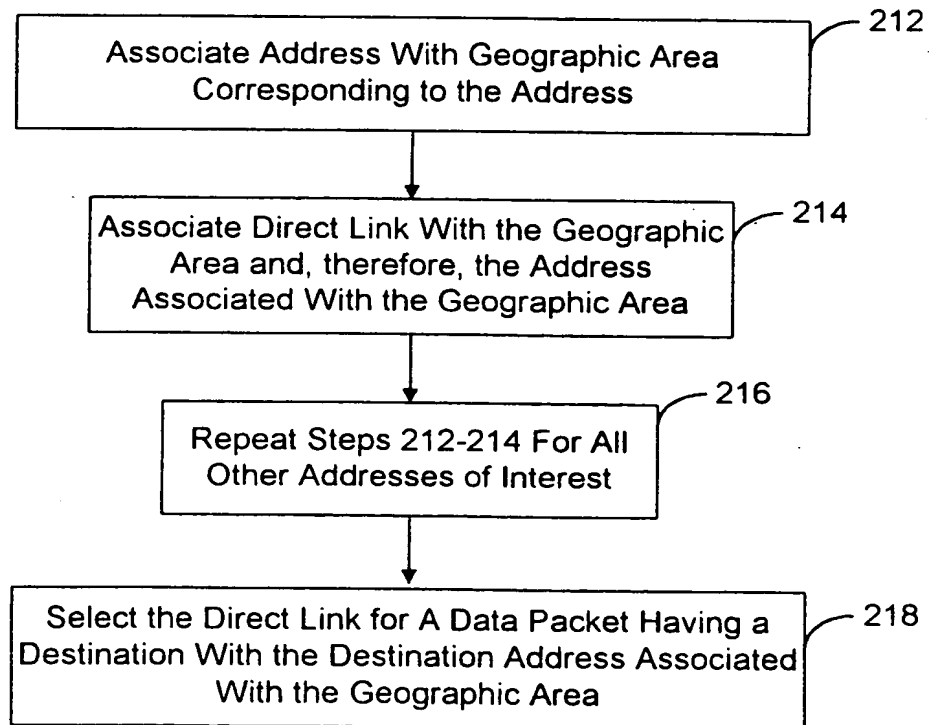 212
Associate Address With Geographic Area
Corresponding to the Address
214
Associate Direct Link With the Geographic
Area and, therefore, the Address
Associated With the Geographic Area
216
Repeat Steps 212-214 For All
Other Addresses of Interest
218
Select the Direct Link for A Data Packet Having a
Destination With the Destination Address Associated
With the Geographic Area